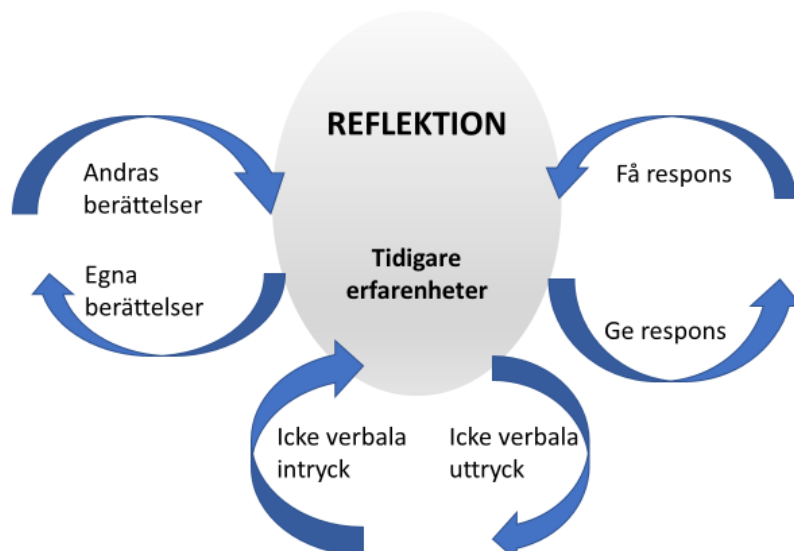 REFLEKTION
Andras
berättelser
Egna
berättelser
Tidigare
erfarenheter
Få respons
Ge respons
Icke verbala
intryck
Icke verbala
uttryck